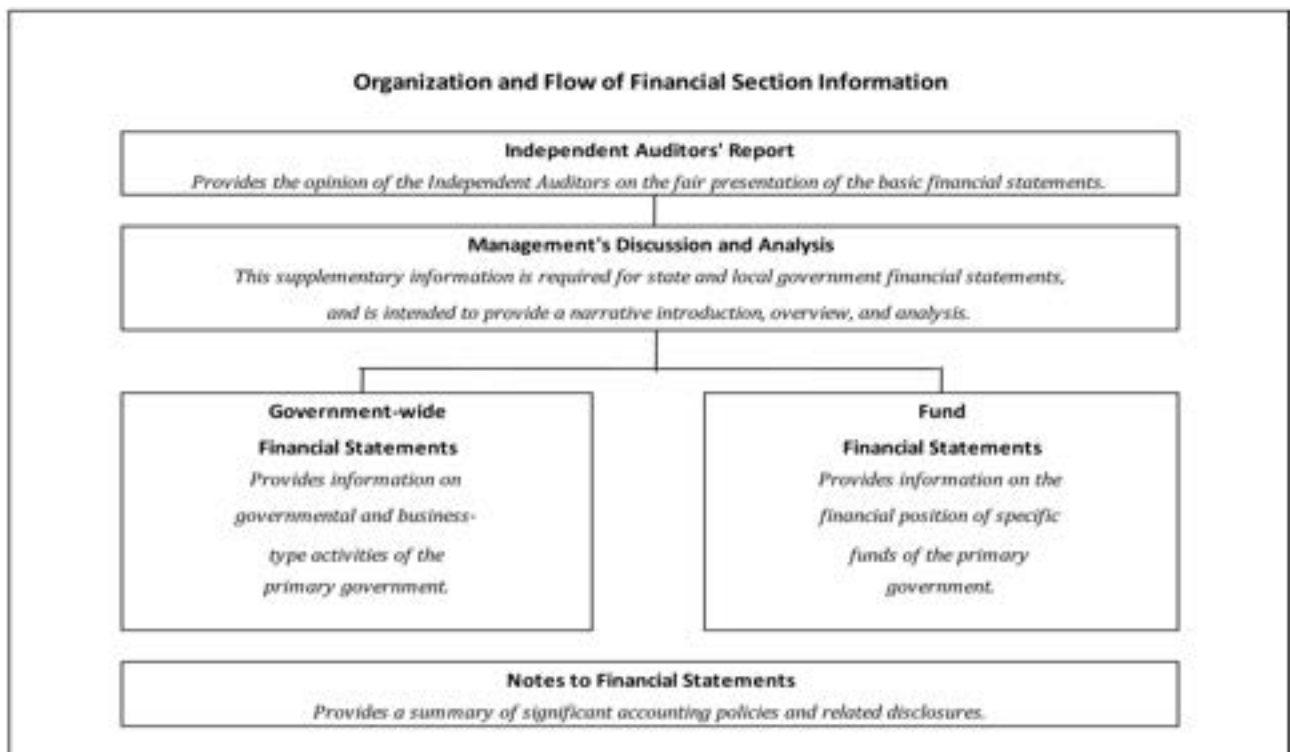 Organization and Flow of Financial Section Information
Independent Auditors' Report
Provides the opinion of the Independent Auditors on the fair presentation of the basic financial statements.
Management's Discussion and Analysis
This supplementary information is required for state and local government financial statements,
and is intended to provide a narrative introduction, overview, and analysis.
Government-wide
Financial Statements
Provides information on
governmental and business-
type activities of the
primary government.
Fund
Financial Statements
Provides information on the
financial position of specific
funds of the primary
government.
Notes to Financial Statements
Provides a summary of significant accounting policies and related disclosures.